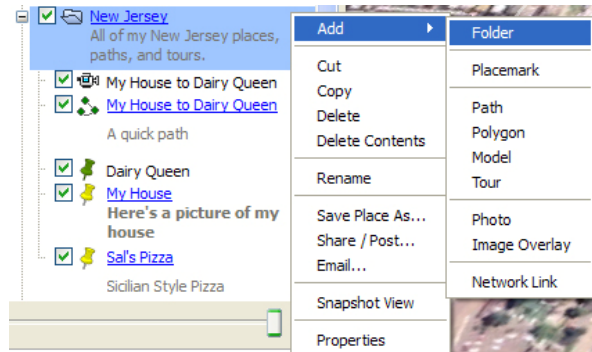 New Jersey
All of my New Jersey places,
paths, and tours.
My House to Dairy Queen
My House to Dairy Queen
A quick path
Dairy Queen
My House
Here's a picture of my
house
Sal's Pizza
Sicilian Style Pizza
Add
Cut
Copy
Delete
Delete Contents
Rename
Save Place As...
Share / Post...
Email...
Snapshot View
Properties
Folder
Placemark
Path
Polygon
Model
Tour
Photo
Image Overlay
Network Link